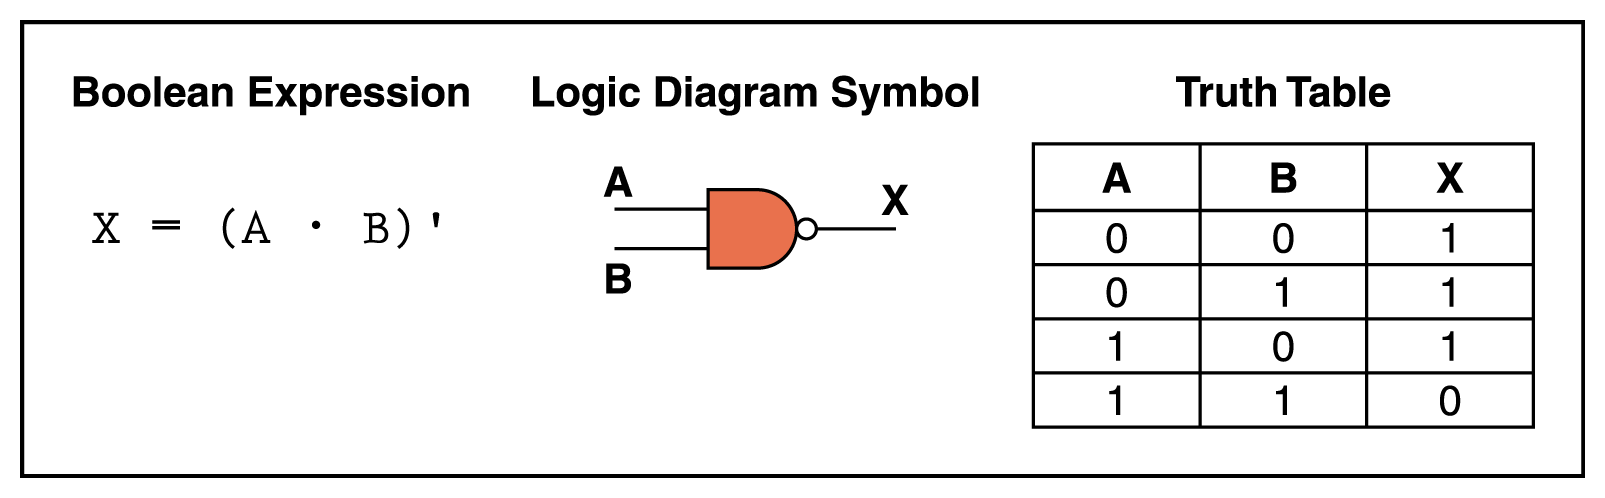 Boolean Expression
X = (A · B)'
Logic Diagram Symbol
A
B
X
Truth Table
A B X
0 0 1
0 1 1
1 0 1
1 1 0